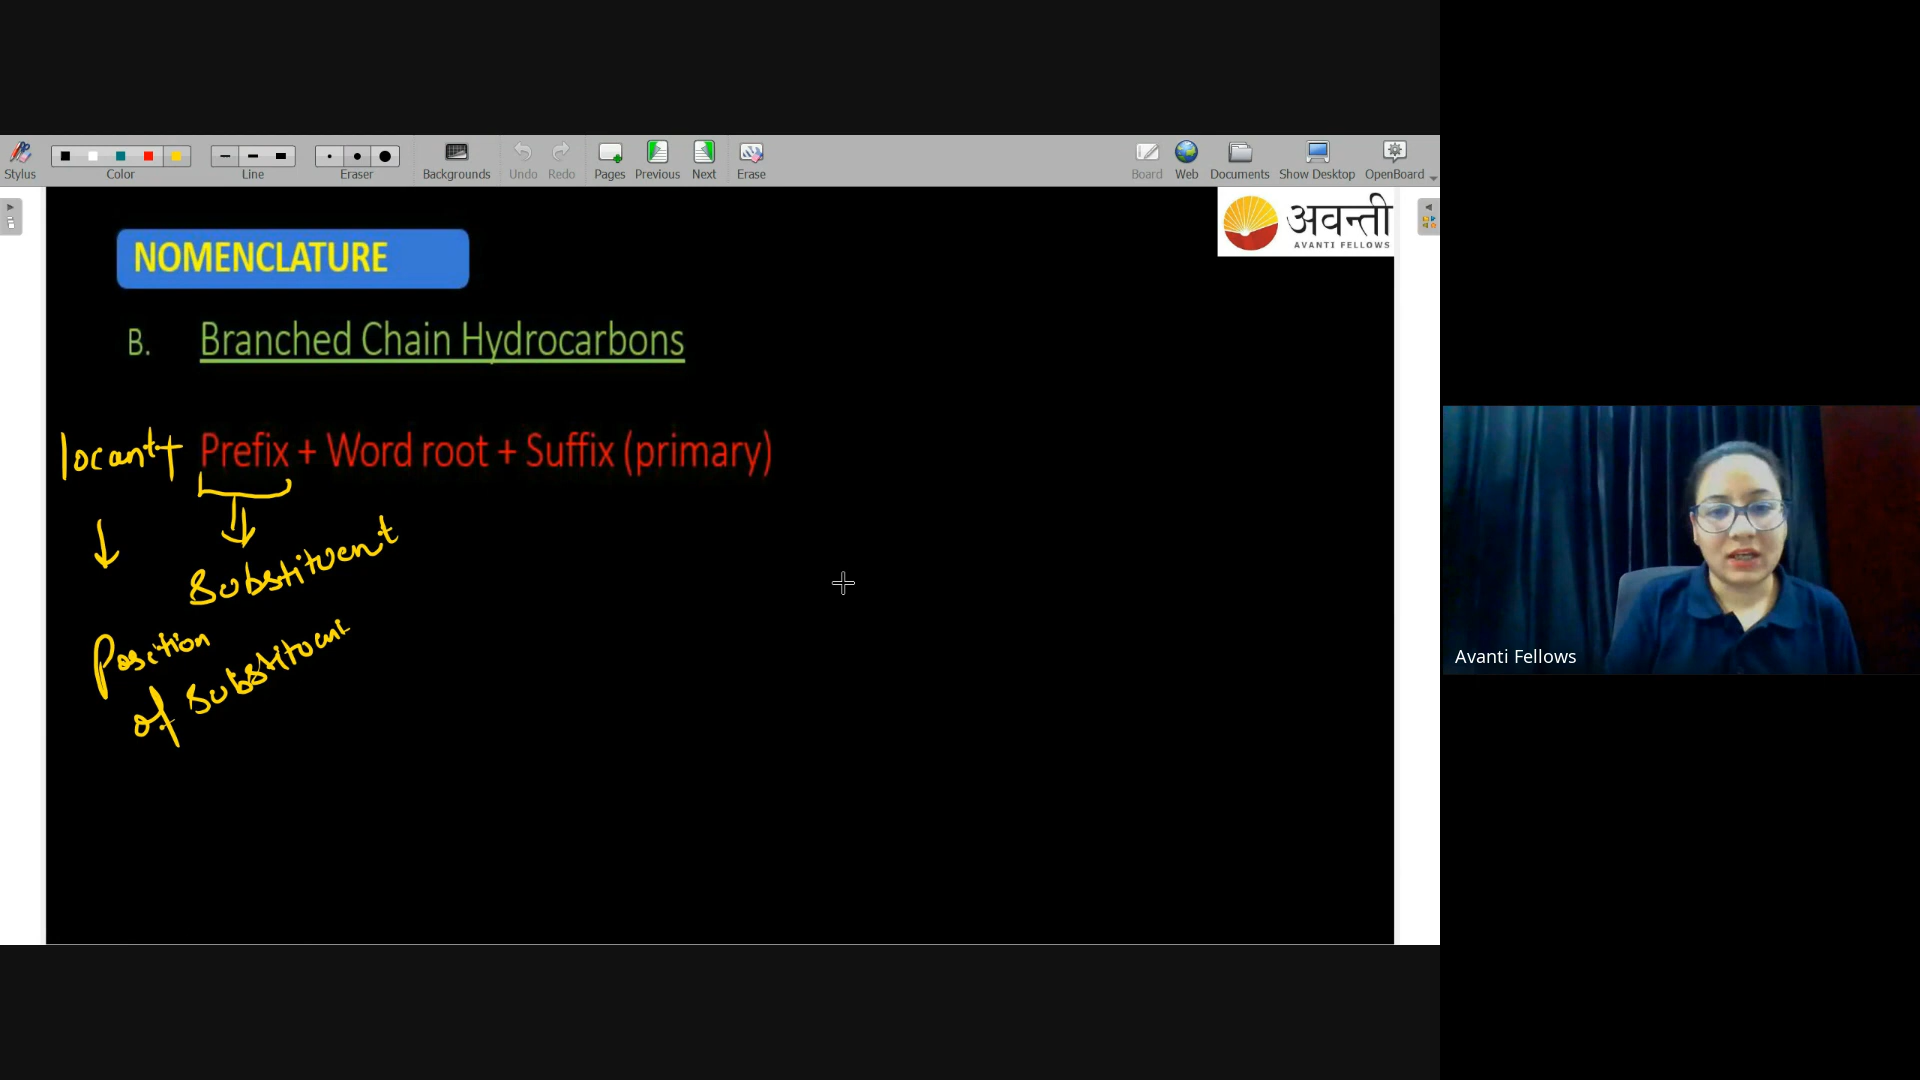 Stylus
Color
Line
Eraser
Backgrounds
Undo
Redo
Pages
Previous
Next
Erase
Board
Web
Documents
Show Desktop
OpenBoard
अवन्ती
AVANTI FELLOWS
NOMENCLATURE
B. Branched Chain Hydrocarbons
locant + Prefix + Word root + Suffix (primary)
Substituent
Position
of Substituent
Avanti Fellows